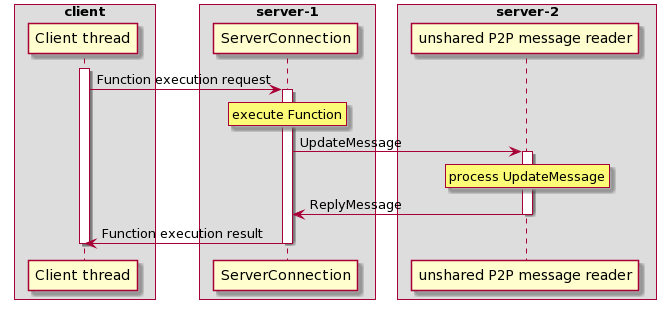 client
server-1
server-2
Client thread
ServerConnection
unshared P2P message reader
Function execution request
execute Function
UpdateMessage
process UpdateMessage
ReplyMessage
Function execution result
Client thread
ServerConnection
unshared P2P message reader